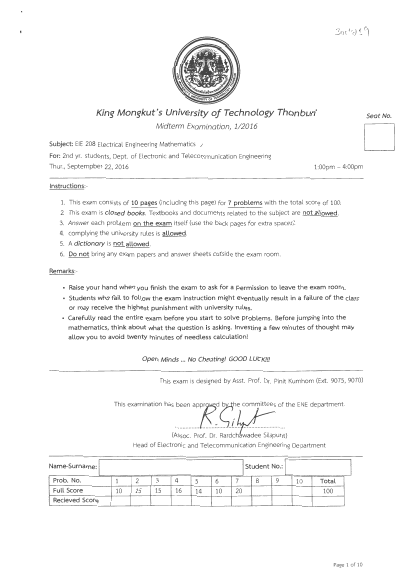 King Mongkut's University of Technology Thonburi
Midterm Examination, 1/2016
Seat No.
Subject: EIE 208 Electrical Engineering Mathematics
For: 2nd yr. students, Dept. of Electronic and Telecommunication Engineering
Thur., September 22, 2016 1:00pm – 4:00pm
Instructions:-
1. This exam consists of 10 pages (including this page) for 7 problems with the total score of 100.
2. This exam is closed books. Textbooks and documents related to the subject are not allowed.
3. Answer each problem on the exam itself (use the back pages for extra space).
4. complying the university rules is allowed.
5. A dictionary is not allowed.
6. Do not bring any exam papers and answer sheets outside the exam room.
Remarks:-
• Raise your hand when you finish the exam to ask for a Permission to leave the exam room.
• Students who fail to follow the exam instruction might eventually result in a failure of the class
or may receive the highest punishment with university rules.
• Carefully read the entire exam before you start to solve problems. Before jumping into the
mathematics, think about what the question is asking. Investing a few minutes of thought may
allow you to avoid twenty minutes of needless calculation!
Open Minds ... No Cheating! GOOD LUCK!!!
This exam is designed by Asst. Prof. Dr. Pinit Kumhom (Ext. 9075, 9070)
This examination has been approved by the committees of the ENE department.
(Assoc. Prof. Dr. Rardchawadee Silapunt)
Head of Electronic and Telecommunication Engineering Department
Name-Surname: Student No.:
Prob. No. 1 2 3 4 5 6 7 8 9 10 Total
Full Score 10 15 15 16 14 10 20 100
Recieved Score
Page 1 of 10